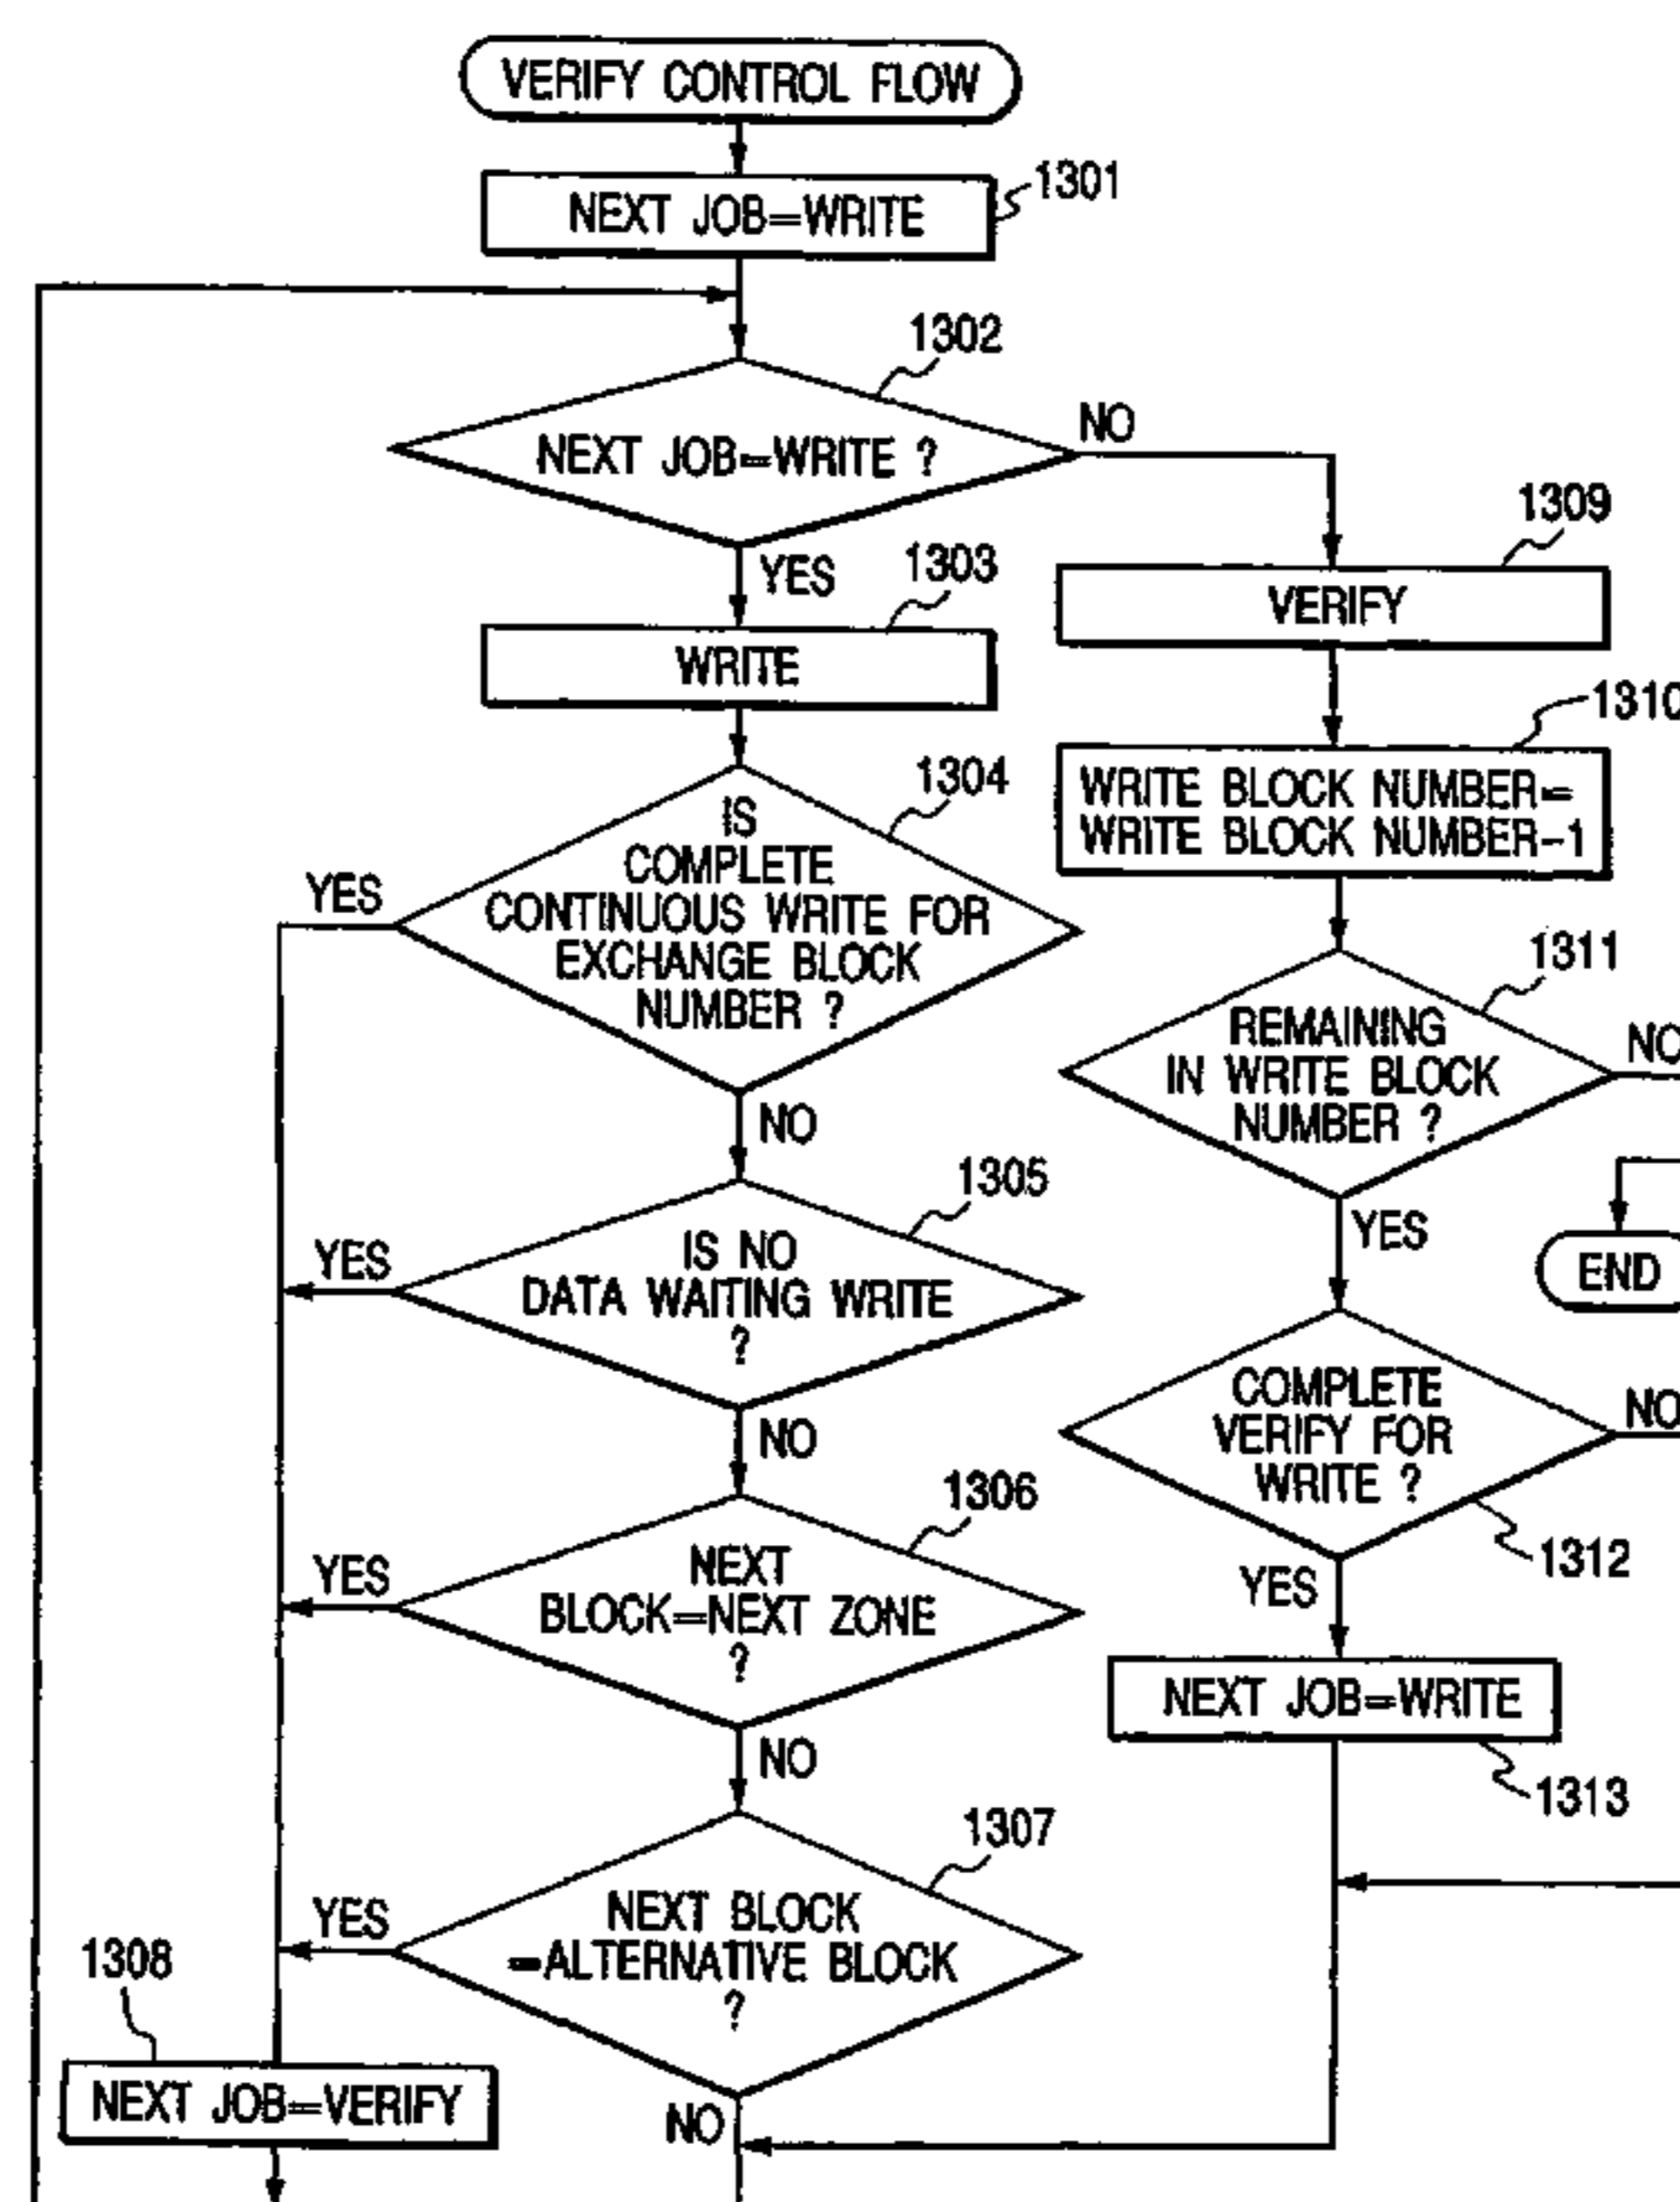 VERIFY CONTROL FLOW
1301
NEXT JOB=WRITE
1302
NEXT JOB=WRITE ?
NO
YES
1303
WRITE
1304
IS
COMPLETE
CONTINUOUS WRITE FOR
EXCHANGE BLOCK
NUMBER ?
YES
NO
1305
IS NO
DATA WAITING WRITE
?
YES
NO
1306
NEXT
BLOCK=NEXT ZONE
?
YES
NO
1307
NEXT BLOCK
=ALTERNATIVE BLOCK
?
YES
NO
1308
NEXT JOB=VERIFY
1309
VERIFY
1310
WRITE BLOCK NUMBER=
WRITE BLOCK NUMBER-1
1311
REMAINING
IN WRITE BLOCK
NUMBER ?
NO
YES
END
COMPLETE
VERIFY FOR
WRITE ?
NO
1312
YES
NEXT JOB=WRITE
1313